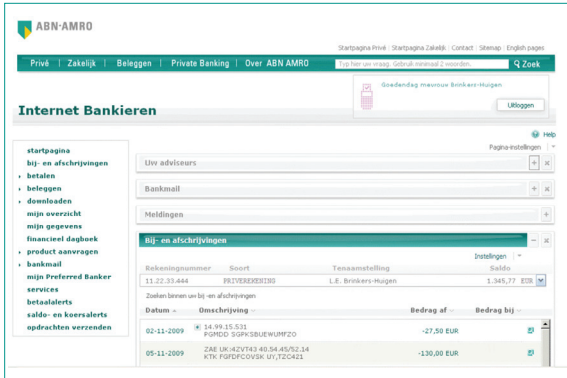 ABN·AMRO
Startpagina Privé | Startpagina Zakelijk | Contact | Sitemap | English pages
Privé | Zakelijk | Beleggen | Private Banking | Over ABN AMRO
Typ hier uw vraag. Gebruik minimaal 2 woorden.
Zoek
Goedendag mevrouw Brinkers-Huigen
Uitloggen
Internet Bankieren
Help
Pagina-instellingen
startpagina
bij- en afschrijvingen
betalen
beleggen
downloaden
mijn overzicht
mijn gegevens
financieel dagboek
product aanvragen
bankmail
mijn Preferred Banker
services
betaalalerts
saldo- en koersalerts
opdrachten verzenden
Uw adviseurs
Bankmail
Meldingen
Bij- en afschrijvingen
Instellingen
Rekeningnummer Soort Tenaamstelling Saldo
11.22.33.444 PRIVEREKENING L.E. Brinkers-Huigen 1.345,77 EUR
Zoeken binnen uw bij -en afschrijvingen
Datum Omschrijving Bedrag af Bedrag bij
02-11-2009 14.99.15.531 -27,50 EUR
PGMDD SGPKSBUEWUMFZO
05-11-2009 ZAE UK:4ZVT43 40.54.45/52.14 -130,00 EUR
KTK FGFDFCOVSK UY,TZC421